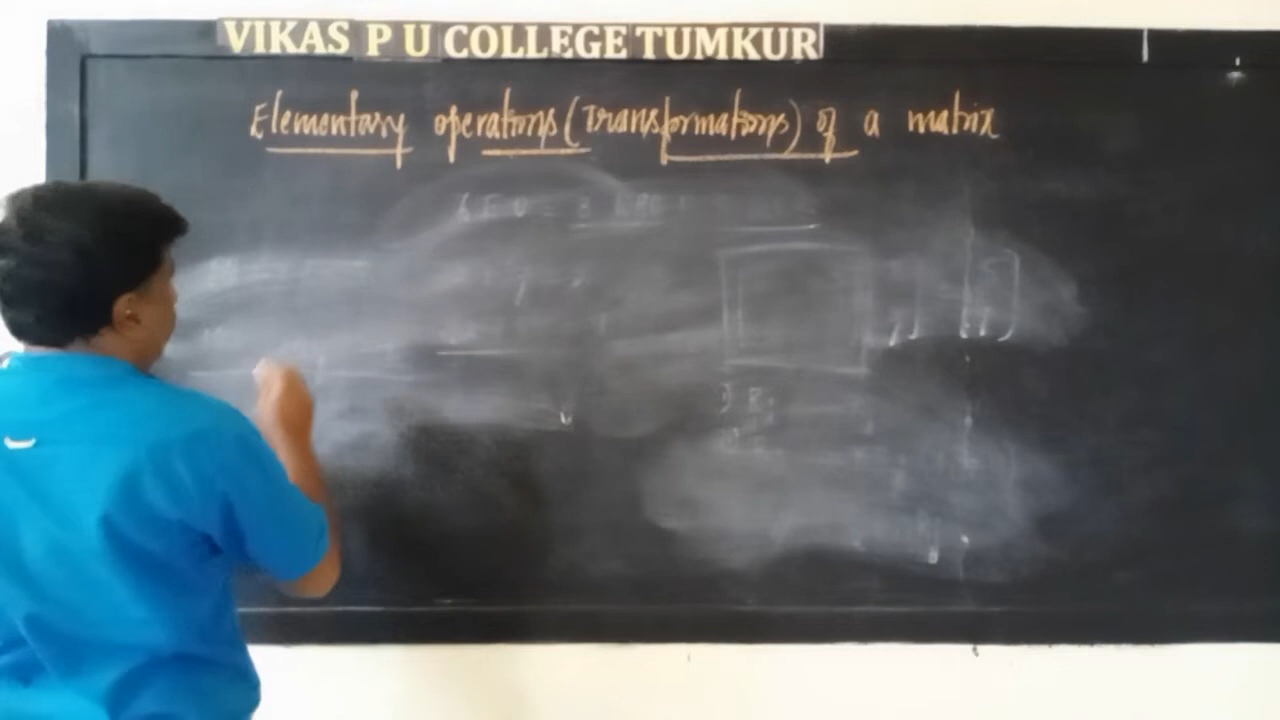 VIKAS P U COLLEGE TUMKUR
Elementary operations (Transformations) of a matrix